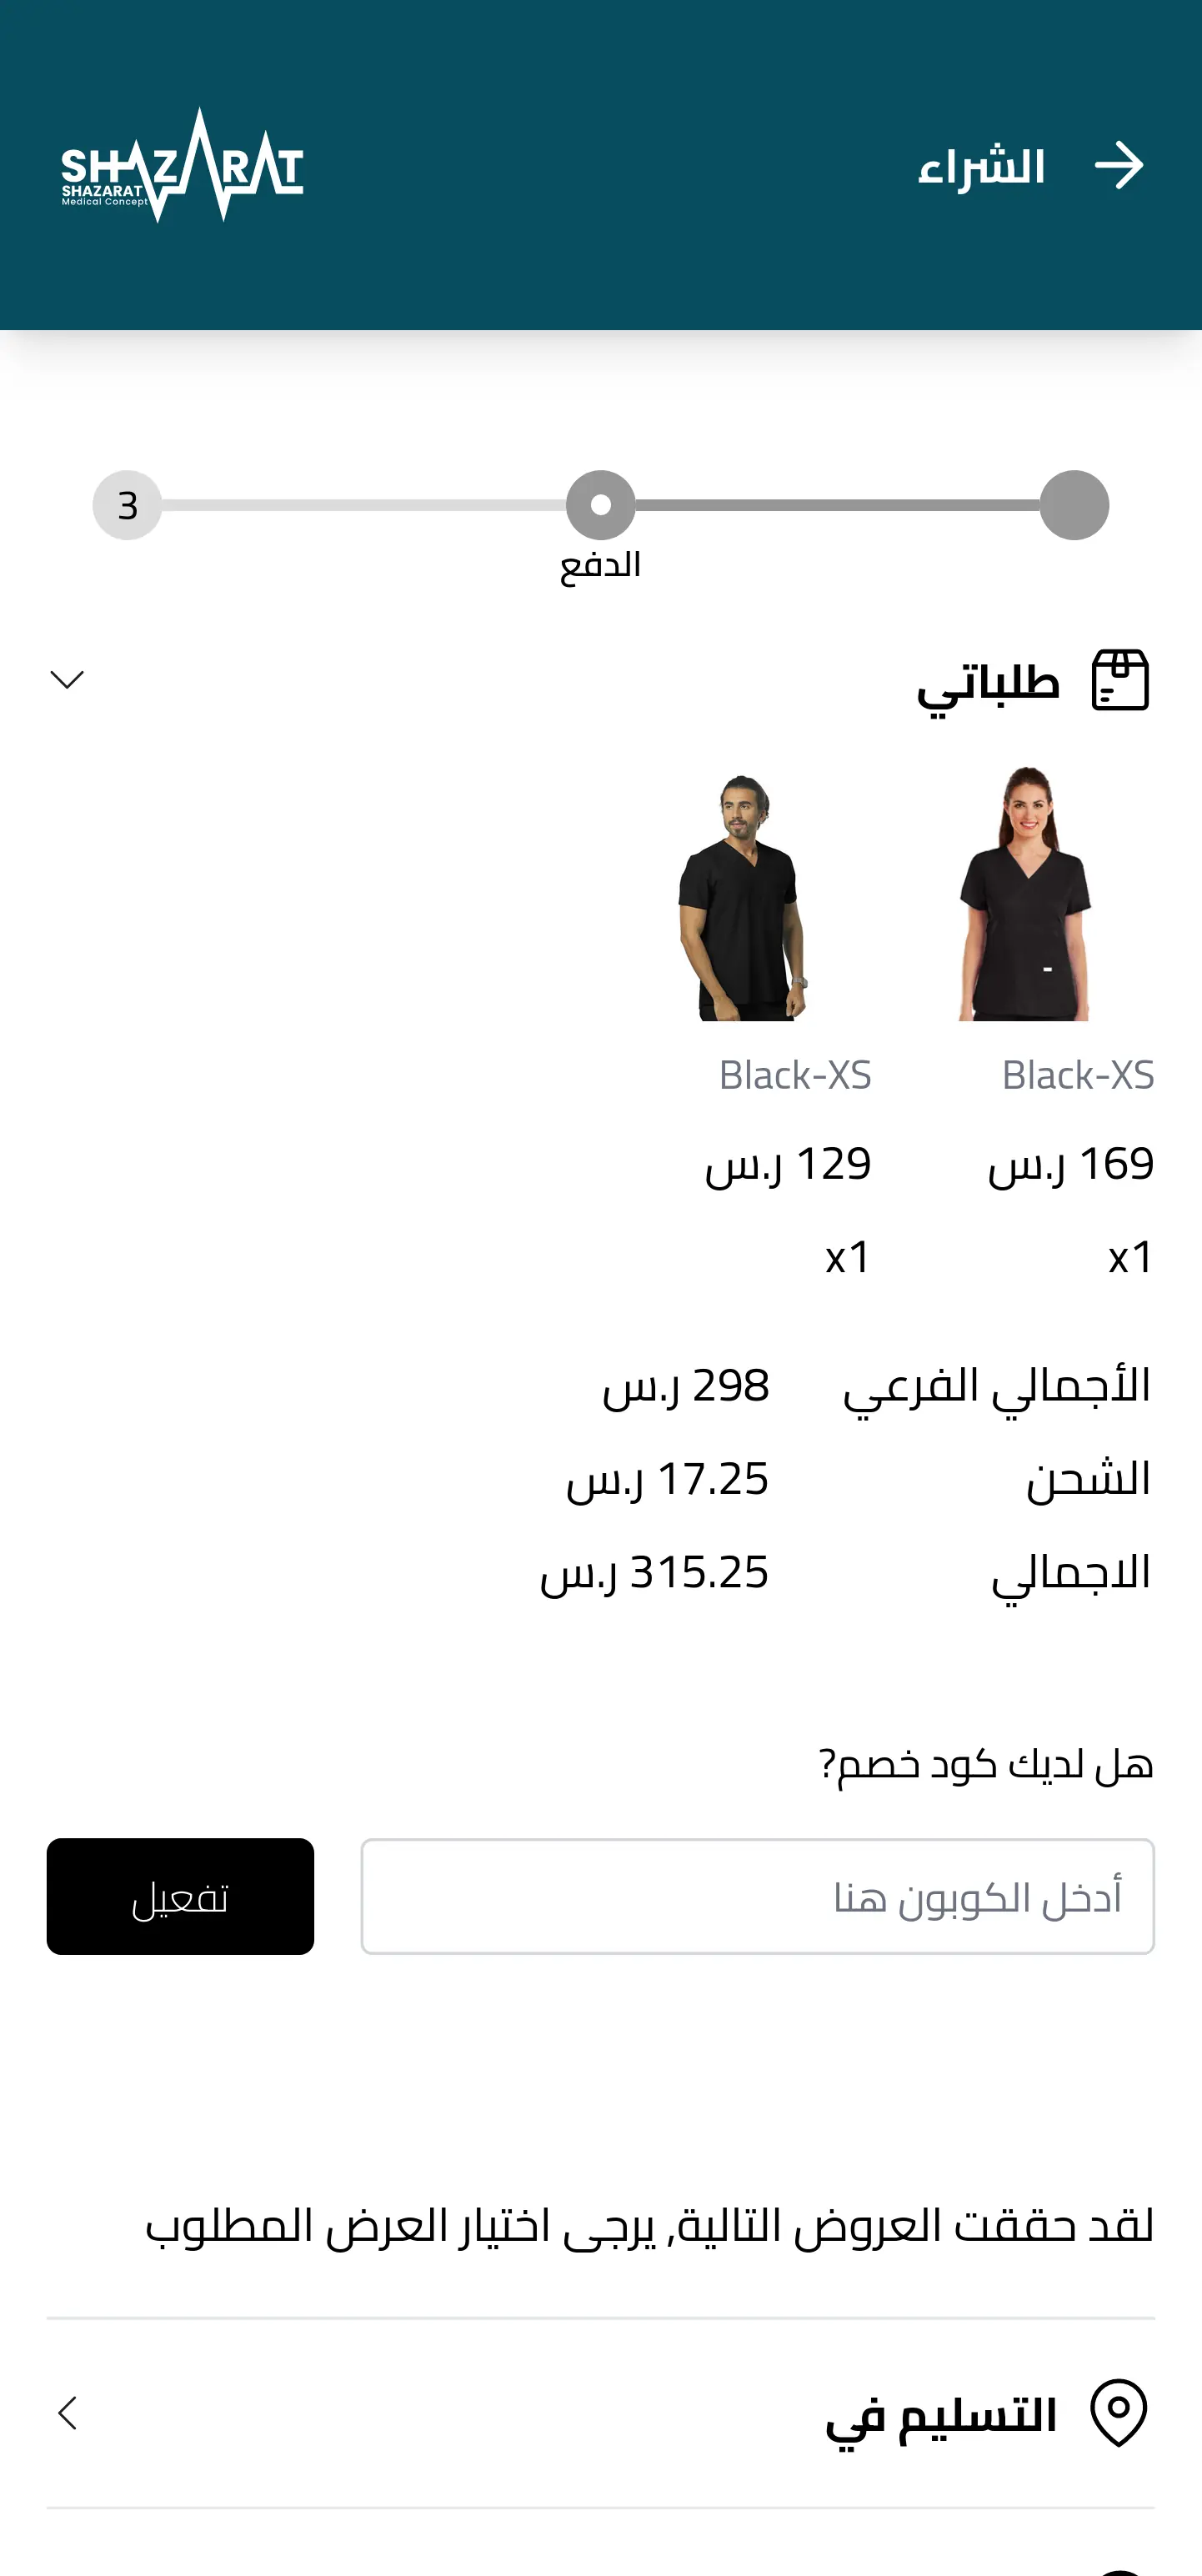 الشراء
SHAZARAT
SHAZARAT
Medical Concept
3
الدفع
طلباتي
Black-XS
Black-XS
169 ر.س
129 ر.س
x1
x1
الأجمالي الفرعي 298 ر.س
الشحن 17.25 ر.س
الاجمالي 315.25 ر.س
هل لديك كود خصم?
أدخل الكوبون هنا
تفعيل
لقد حققت العروض التالية, يرجى اختيار العرض المطلوب
التسليم في